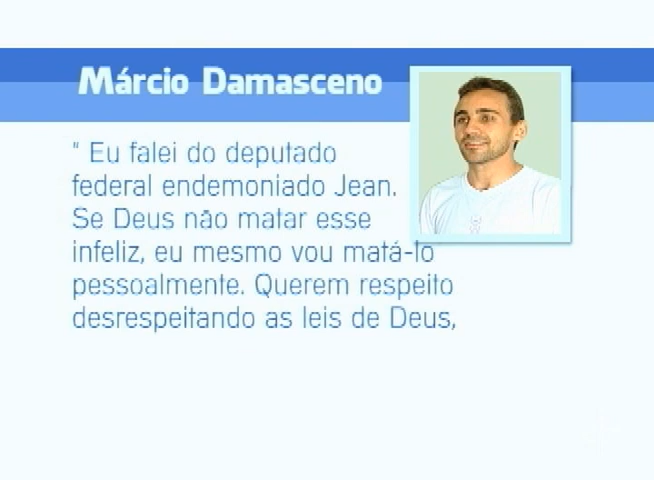 Márcio Damasceno
" Eu falei do deputado
federal endemoniado Jean.
Se Deus não matar esse
infeliz, eu mesmo vou matá-lo
pessoalmente. Querem respeito
desrespeitando as leis de Deus,